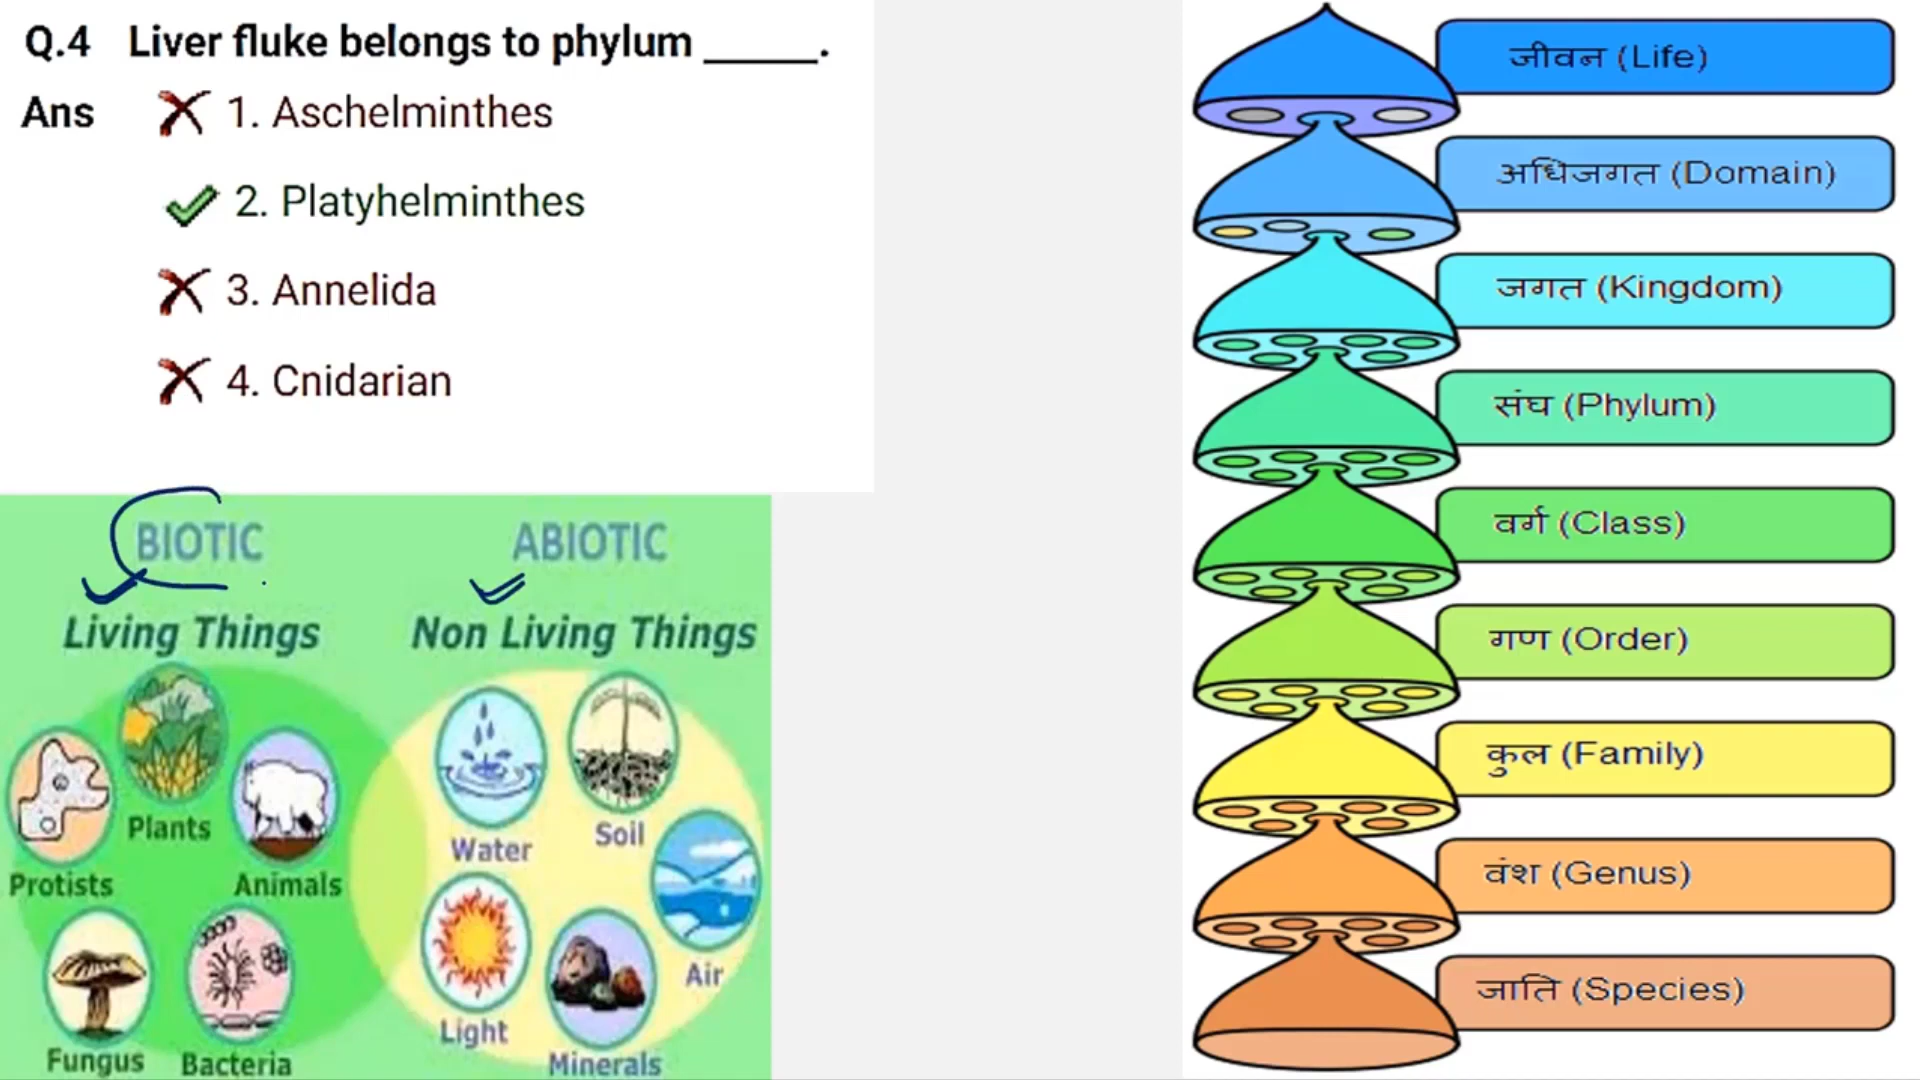 Q.4 Liver fluke belongs to phylum _____.
Ans 1. Aschelminthes
2. Platyhelminthes
3. Annelida
4. Cnidarian
BIOTIC
ABIOTIC
Living Things
Non Living Things
Plants
Protists
Animals
Fungus
Bacteria
Water
Soil
Air
Light
Minerals
जीवन (Life)
अधिजगत (Domain)
जगत (Kingdom)
संघ (Phylum)
वर्ग (Class)
गण (Order)
कुल (Family)
वंश (Genus)
जाति (Species)